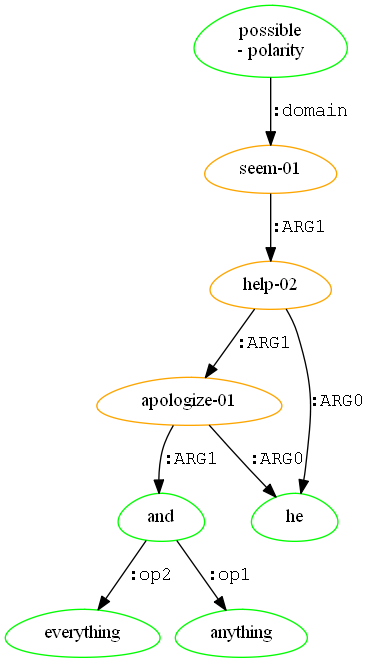 possible
- polarity
:domain
seem-01
:ARG1
help-02
:ARG1
:ARG0
apologize-01
:ARG1
:ARG0
and
he
:op2
:op1
everything
anything